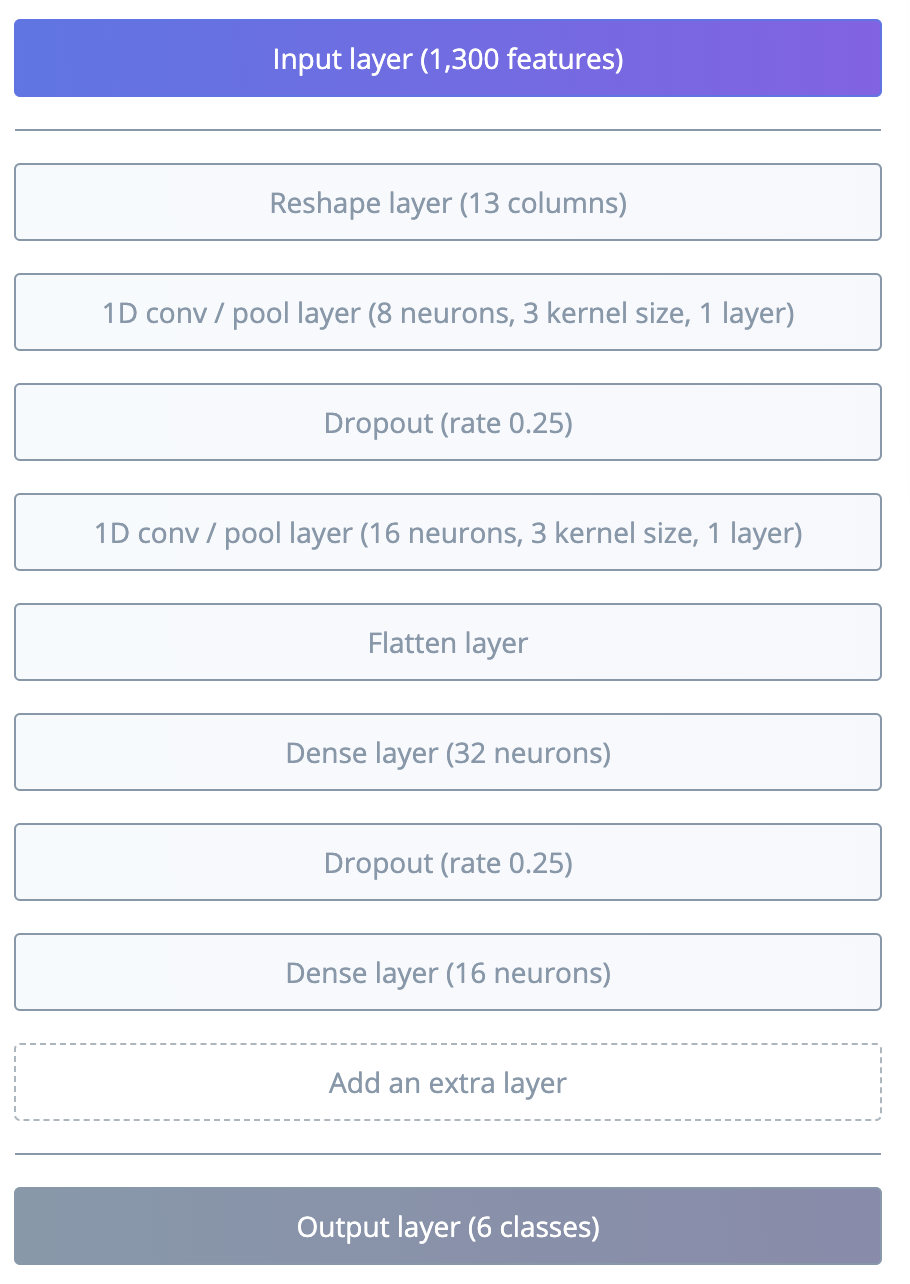 Input layer (1,300 features)
Reshape layer (13 columns)
1D conv / pool layer (8 neurons, 3 kernel size, 1 layer)
Dropout (rate 0.25)
1D conv / pool layer (16 neurons, 3 kernel size, 1 layer)
Flatten layer
Dense layer (32 neurons)
Dropout (rate 0.25)
Dense layer (16 neurons)
Add an extra layer
Output layer (6 classes)